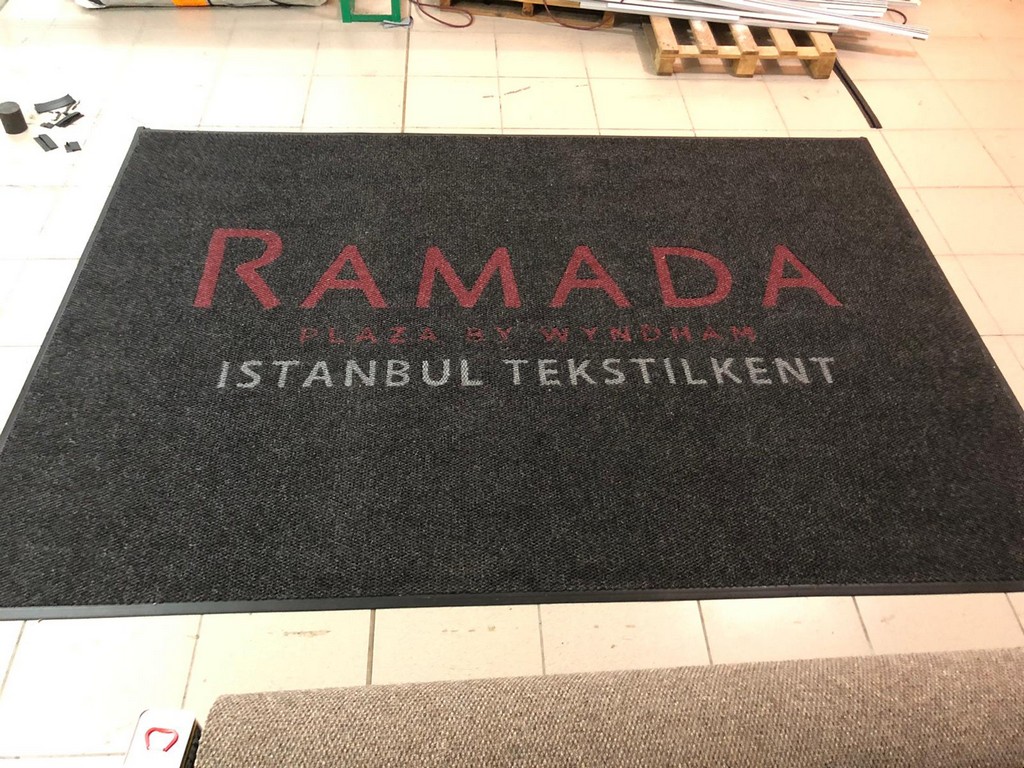 RAMADA
PLAZA BY WYNDHAM
ISTANBUL TEKSTILKENT